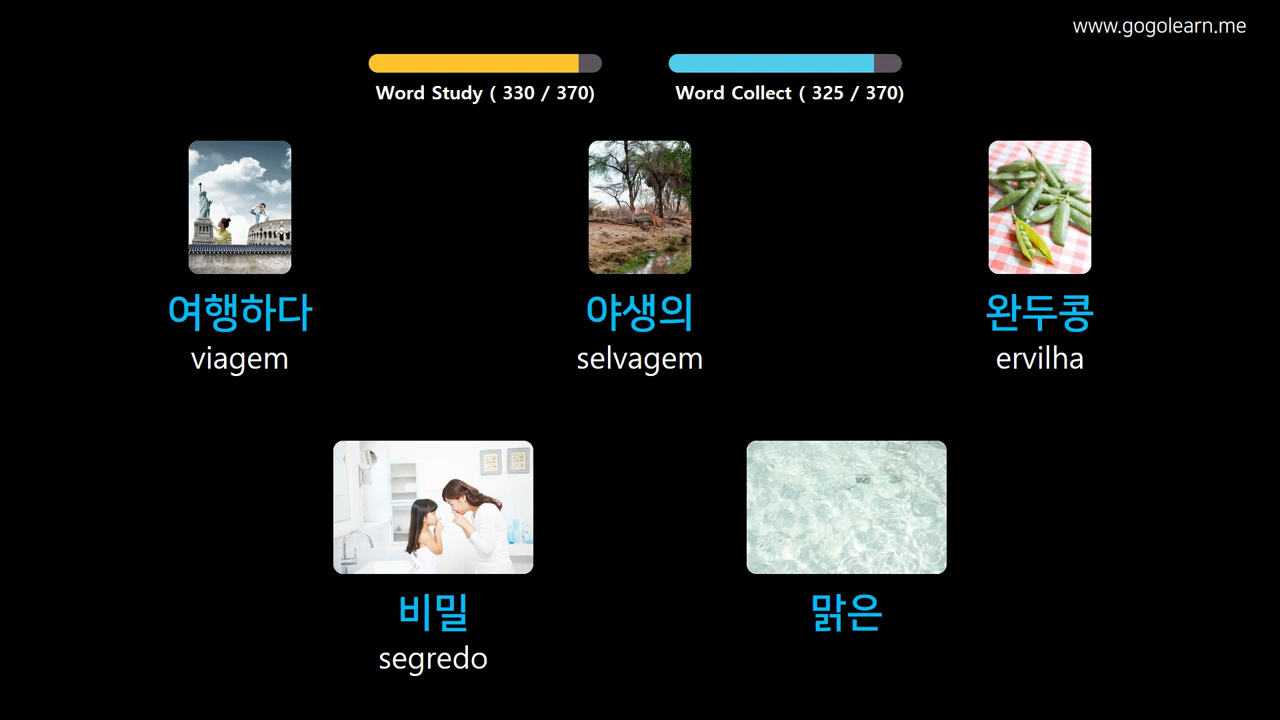 www.gogolearn.me
Word Study ( 330 / 370)
Word Collect ( 325 / 370)
여행하다
viagem
야생의
selvagem
완두콩
ervilha
비밀
segredo
맑은